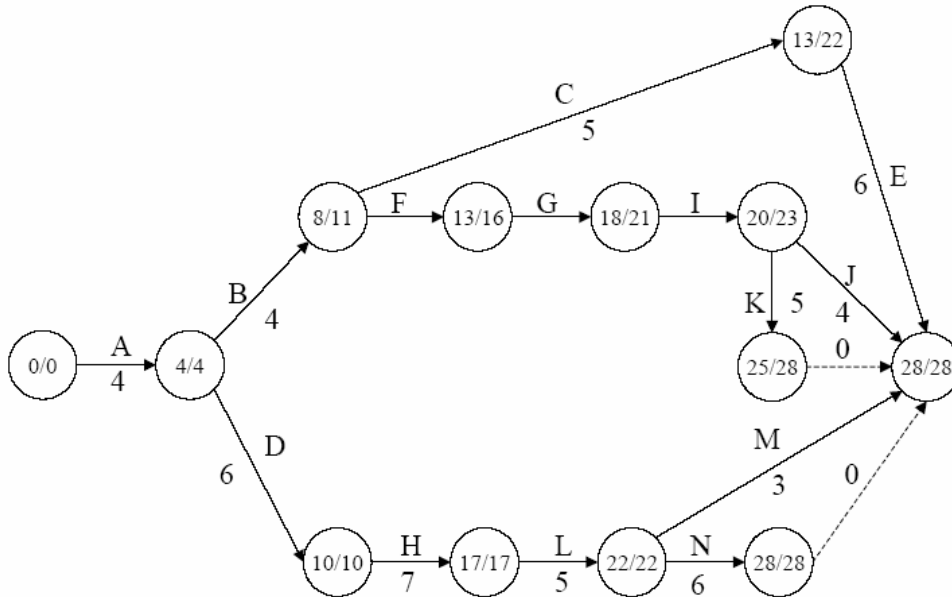 13/22
C
5
6 E
8/11 F 13/16 G 18/21 I 20/23
B
4
K 5
J
4
0/0 A 4/4
4
25/28 0 28/28
D
6
M
3
0
10/10 H 17/17 L 22/22 N 28/28
7 5 6